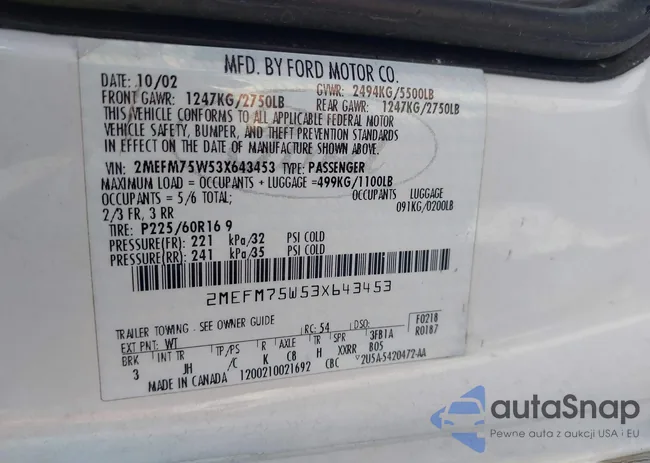 MFD. BY FORD MOTOR CO.
DATE: 10/02 GVWR: 2494KG/5500LB
FRONT GAWR: 1247KG/2750LB REAR GAWR: 1247KG/2750LB
THIS VEHICLE CONFORMS TO ALL APPLICABLE FEDERAL MOTOR
VEHICLE SAFETY, BUMPER, AND THEFT PREVENTION STANDARDS
IN EFFECT ON THE DATE OF MANUFACTURE SHOWN ABOVE.
VIN: 2MEFM75W53X643453 TYPE: PASSENGER
MAXIMUM LOAD = OCCUPANTS + LUGGAGE =499KG/1100LB
OCCUPANTS = 5/6 TOTAL; OCCUPANTS LUGGAGE
2/3 FR, 3 RR 091KG/0200LB
TIRE: P225/60R16 9
PRESSURE(FR) 221 kPa/32 PSI COLD
PRESSURE(RR) 241 kPa/35 PSI COLD
2MEFM75W53X643453
TRAILER TOWING - SEE OWNER GUIDE F0218
EXT PNT: WT RC: 54 DSO: R0187
BRK INT TR TP/PS R AXLE TR SPR 3FB1A
3 JH /C K CB H XXRR B05
MADE IN CANADA 1200210021692 CBC V2U5A-5420472-AA
autaSnap
Pewne auta z aukcji USA i EU